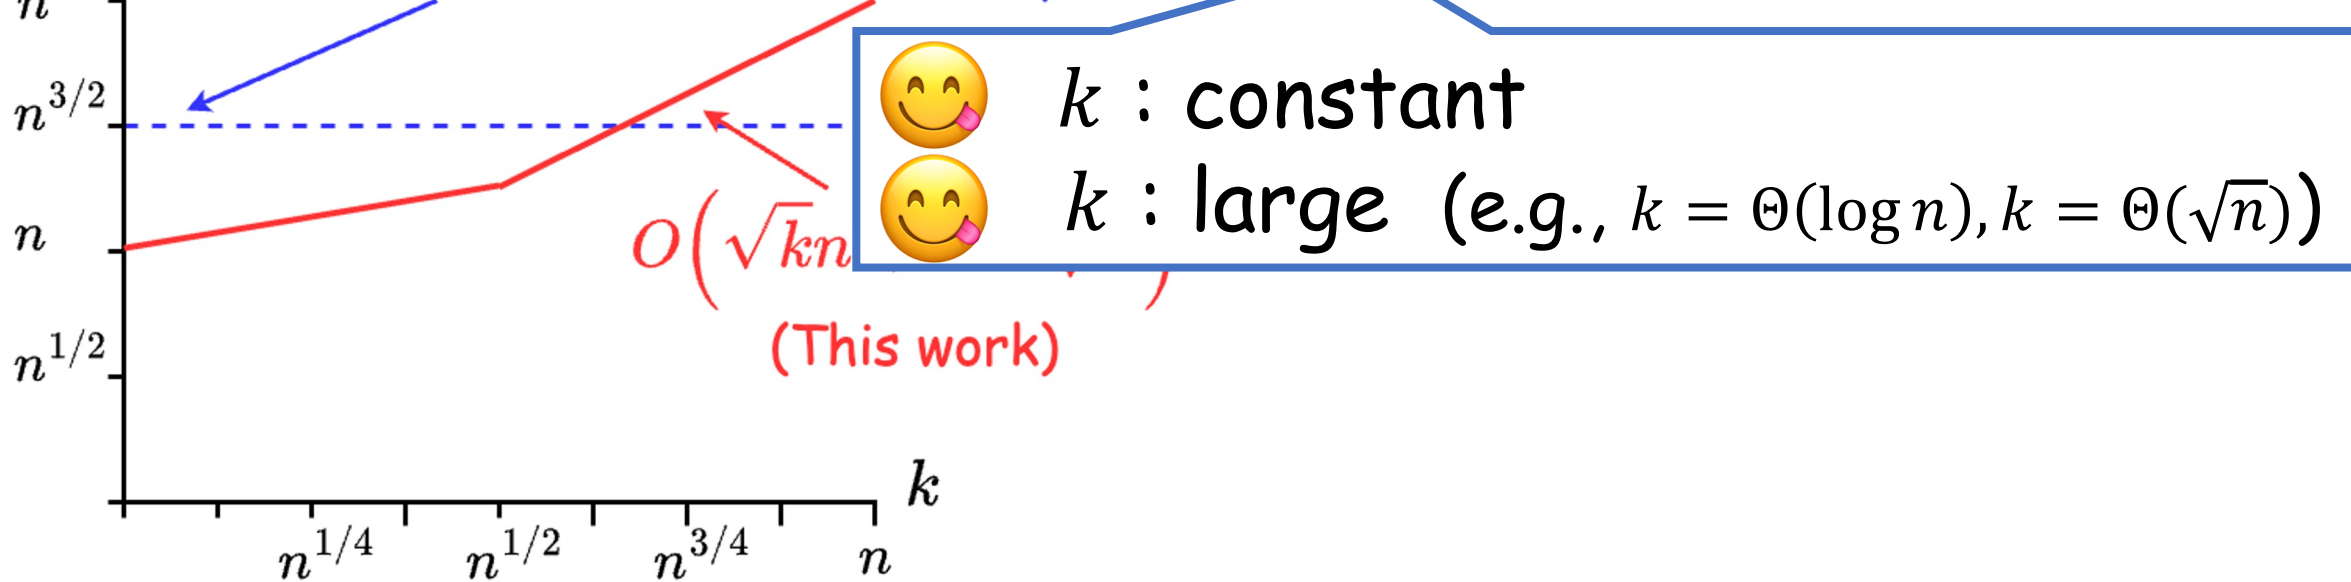 n
n^{3/2}
k : constant
k : large (e.g., k = Θ(log n), k = Θ(√n))
n
O(√kn
)
(This work)
n^{1/2}
k
n^{1/4} n^{1/2} n^{3/4} n